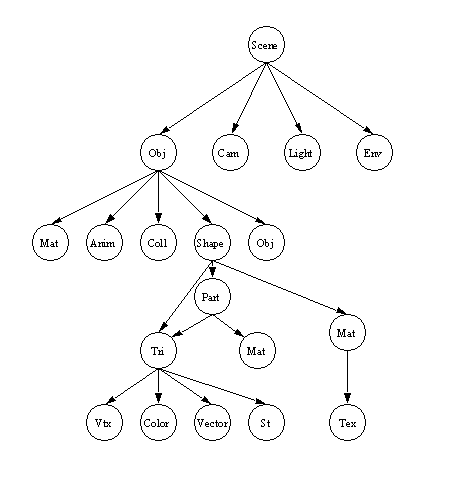 Scene
Obj
Cam
Light
Env
Mat
Anim
Coll
Shape
Obj
Part
Mat
Tri
Mat
Vtx
Color
Vector
St
Tex